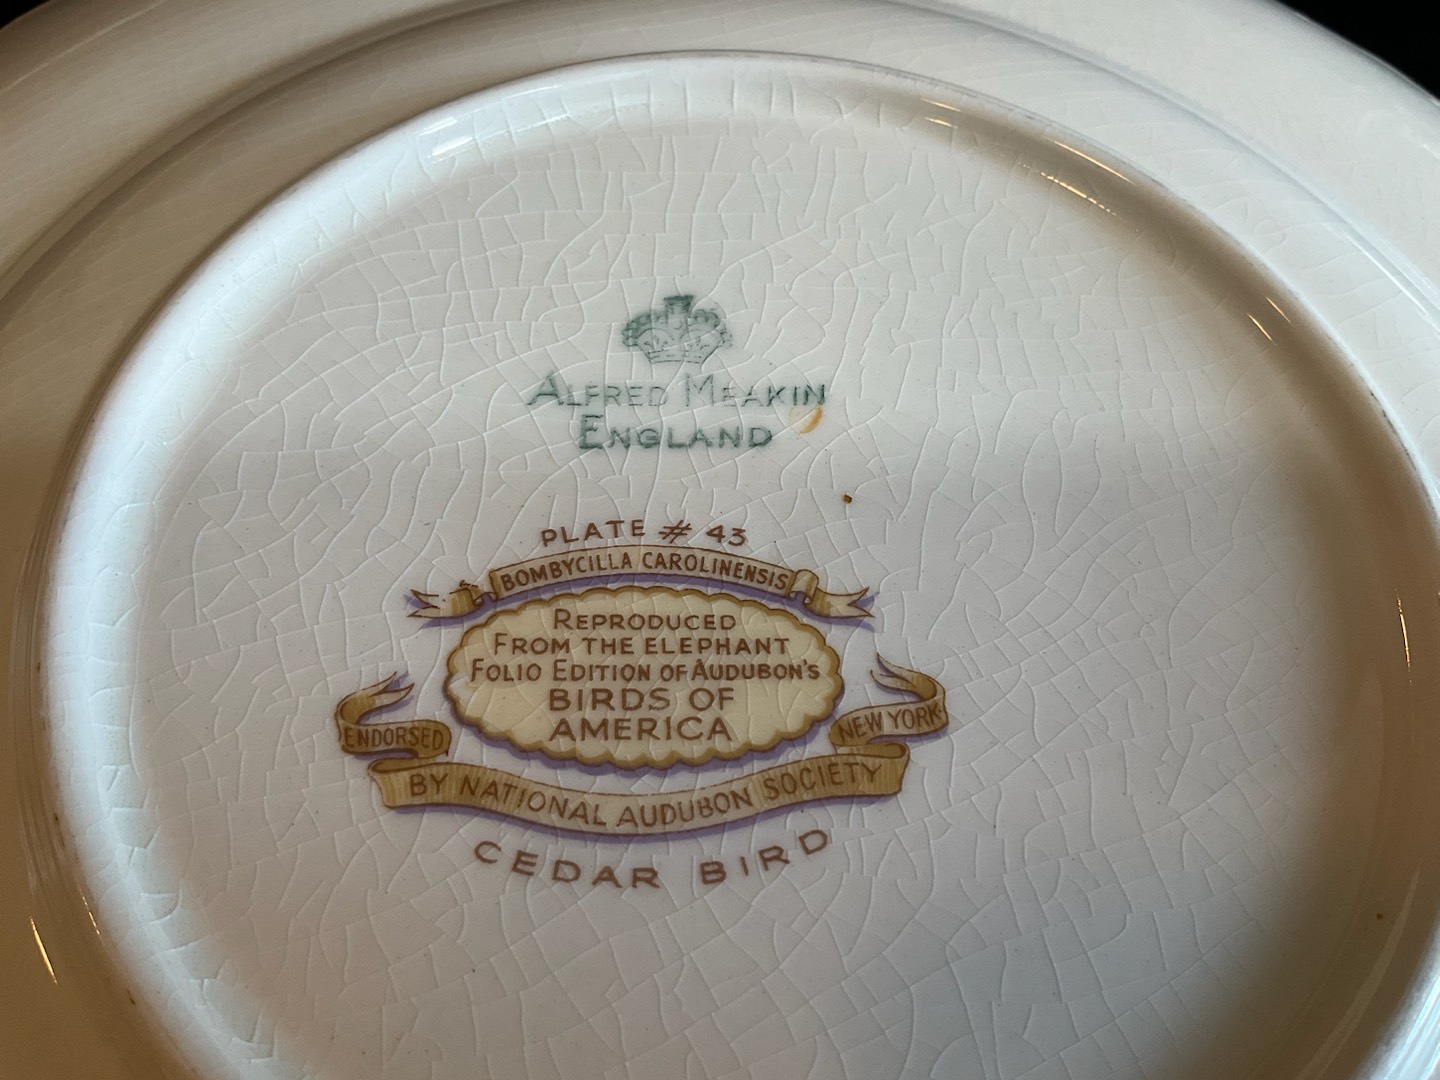 ALFRED MEAKIN
ENGLAND
PLATE # 43
BOMBYCILLA CAROLINENSIS
REPRODUCED
FROM THE ELEPHANT
FOLIO EDITION OF AUDUBON'S
BIRDS OF
AMERICA
ENDORSED
BY NATIONAL AUDUBON SOCIETY
NEW YORK
CEDAR BIRD